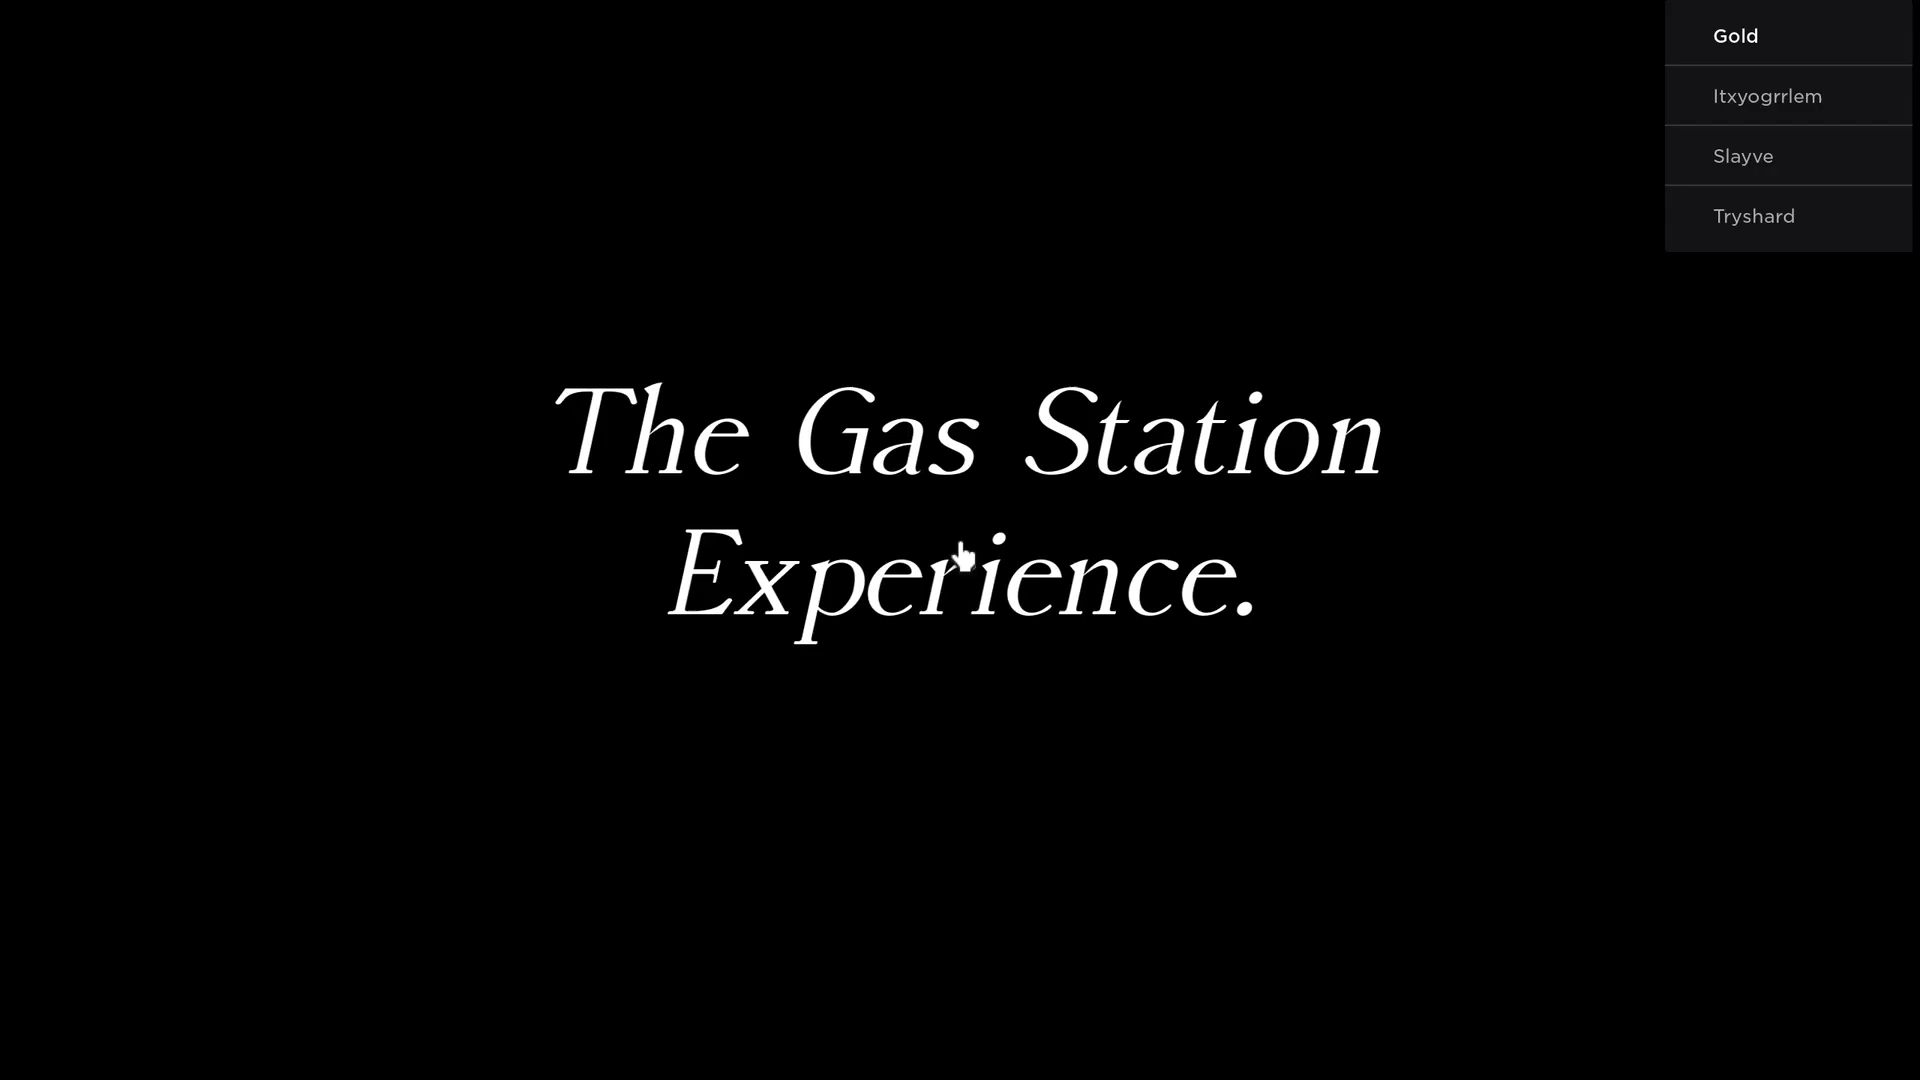 Gold
Itxyogrrlem
Slayve
Tryshard
The Gas Station
Experience.